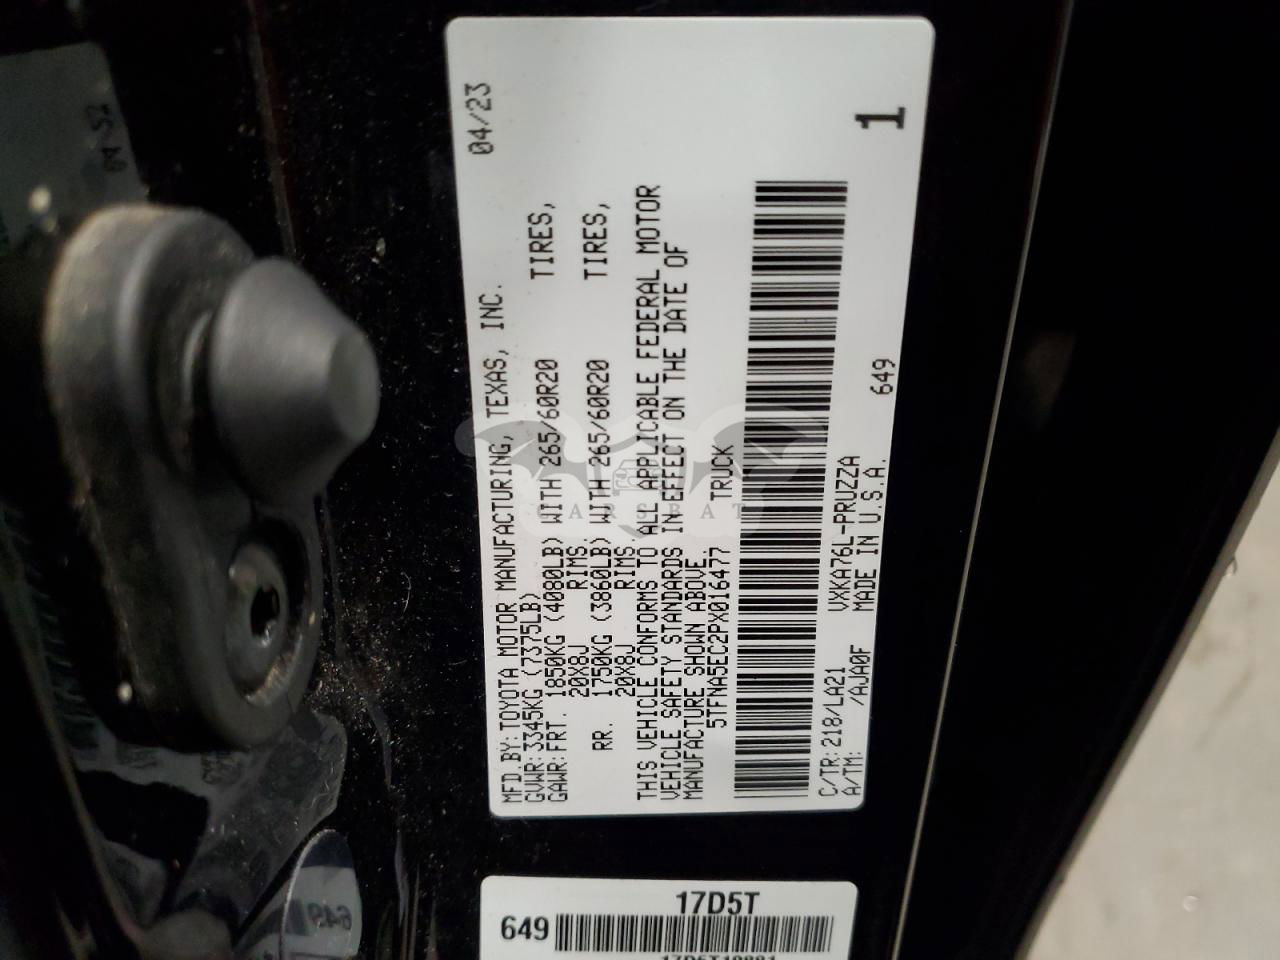 04/23
MFD.BY:TOYOTA MOTOR MANUFACTURING, TEXAS, INC.
GVWR:3345KG(7375LB)
GAWR:FRT. 1850KG(4080LB)WITH 265/60R20 TIRES,
20X8J RIMS.
RR. 1750KG(3860LB)WITH 265/60R20 TIRES,
20X8J RIMS.
THIS VEHICLE CONFORMS TO ALL APPLICABLE FEDERAL MOTOR
VEHICLE SAFETY STANDARDS IN EFFECT ON THE DATE OF
MANUFACTURE SHOWN ABOVE.
5TFNA5EC2PX016477 TRUCK
649
C/TR:218/LA21 VXKA76L-PRUZZA
A/TM: /AJA0F MADE IN U.S.A.
1
CARSBAT
17D5T
649
649